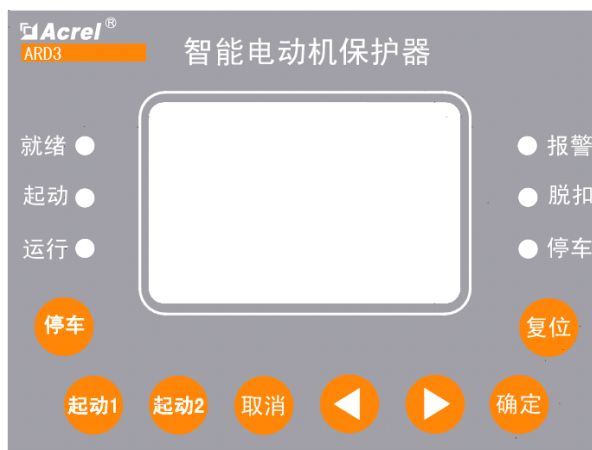 Acrel®
ARD3
智能电动机保护器
就绪
起动
运行
报警
脱扣
停车
停车
复位
起动1
起动2
取消
确定